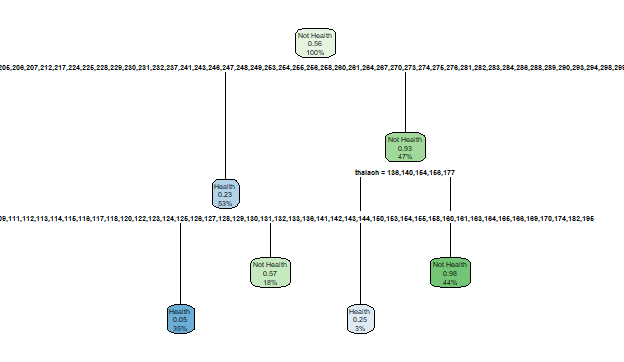 Not Health
0.56
100%
205,206,207,212,217,224,225,228,229,230,231,232,237,241,243,246,247,248,249,253,254,255,256,258,260,261,264,267,270,273,274,275,276,281,282,283,284,286,288,289,290,293,294,298,299
Not Health
0.93
47%
thalach = 136,140,154,156,177
Health
0.23
53%
09,111,112,113,114,115,116,117,118,120,122,123,124,125,126,127,128,129,130,131,132,133,136,141,142,143,144,150,153,154,155,158,160,161,163,164,165,166,169,170,174,182,195
Not Health
0.57
18%
Not Health
0.98
44%
Health
0.05
35%
Health
0.25
3%